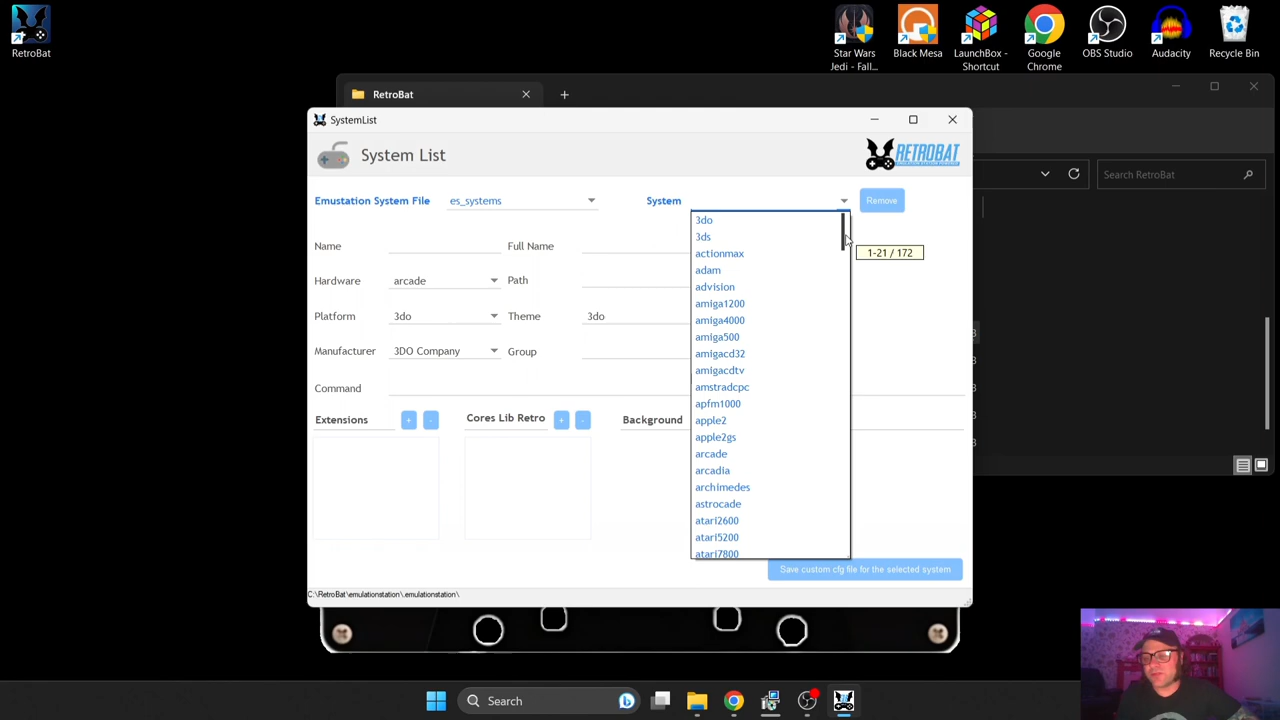 RetroBat
Star Wars
Jedi - Fall...
Black Mesa
LaunchBox -
Shortcut
Google
Chrome
OBS Studio
Audacity
Recycle Bin
RetroBat
SystemList
System List
RETROBAT
Search RetroBat
Emustation System File
es_systems
System
Remove
3do
3ds
actionmax
adam
advision
amiga1200
amiga4000
amiga500
amigacd32
amigacdtv
amstradcpc
apfm1000
apple2
apple2gs
arcade
arcadia
archimedes
astrocade
atari2600
atari5200
atari7800
1-21 / 172
Name
Full Name
Hardware
arcade
Path
Platform
3do
Theme
3do
Manufacturer
3DO Company
Group
Command
Extensions
+
-
Cores Lib Retro
+
-
Background
Save custom cfg file for the selected system
C:\RetroBat\emulationstation\.emulationstation\
Search